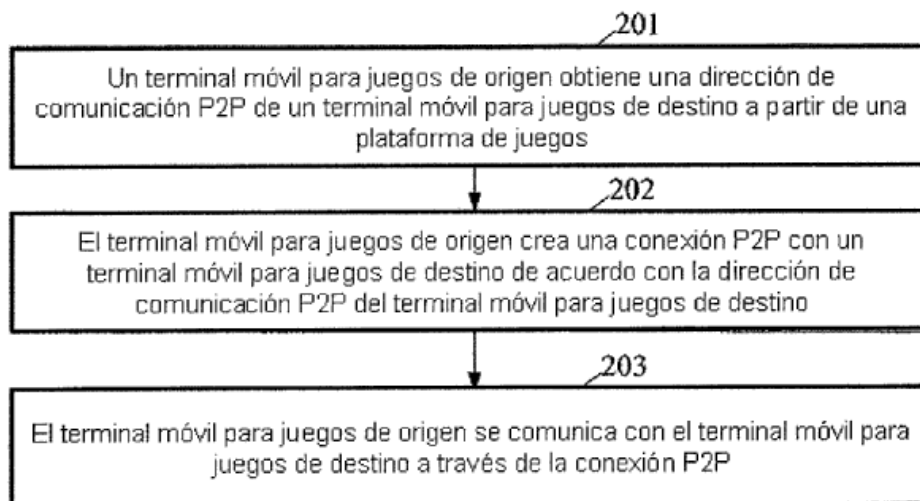 201
Un terminal móvil para juegos de origen obtiene una dirección de
comunicación P2P de un terminal móvil para juegos de destino a partir de una
plataforma de juegos
202
El terminal móvil para juegos de origen crea una conexión P2P con un
terminal móvil para juegos de destino de acuerdo con la dirección de
comunicación P2P del terminal móvil para juegos de destino
203
El terminal móvil para juegos de origen se comunica con el terminal móvil para
juegos de destino a través de la conexión P2P